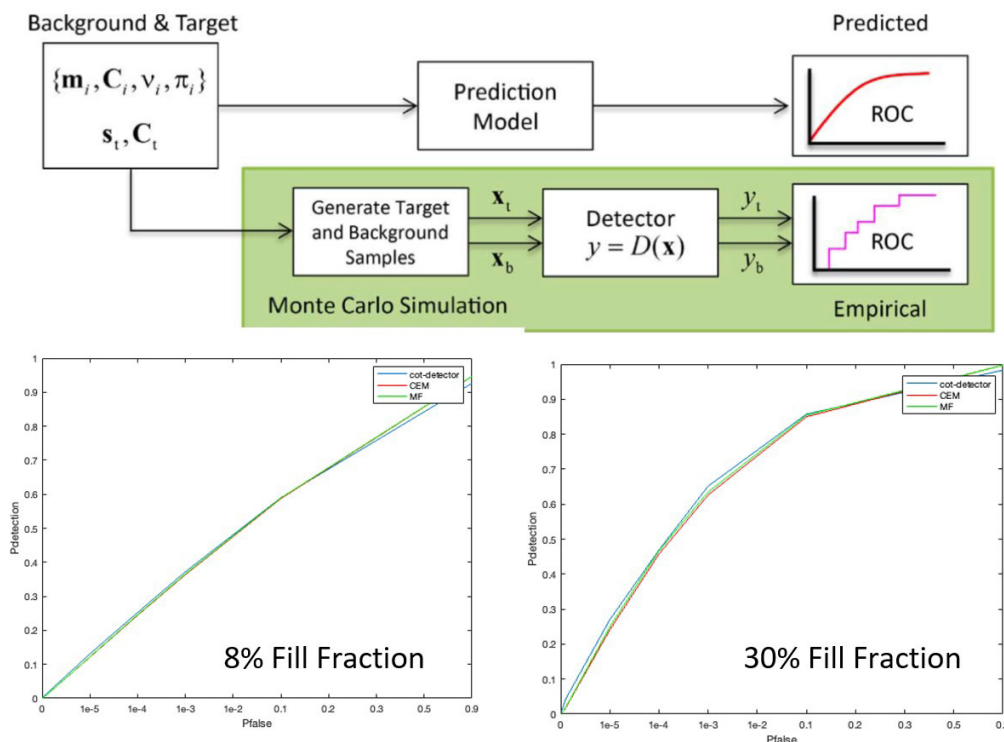 Background & Target
Predicted
{m_i, C_i, ν_i, π_i}
s_t, C_t
Prediction
Model
ROC
Generate Target
and Background
Samples
x_t
x_b
Detector
y = D(x)
y_t
y_b
ROC
Monte Carlo Simulation
Empirical
1
0.9
0.8
0.7
0.6
0.5
0.4
0.3
0.2
0.1
0
Pdetection
cot-detector
CEM
MF
8% Fill Fraction
0
1e-5
1e-4
1e-3
1e-2
0.1
0.2
0.3
0.5
0.9
Pfalse
1
0.9
0.8
0.7
0.6
0.5
0.4
0.3
0.2
0.1
0
Pdetection
cot-detector
CEM
MF
30% Fill Fraction
0
1e-5
1e-4
1e-3
1e-2
0.1
0.2
0.3
0.5
Pfalse